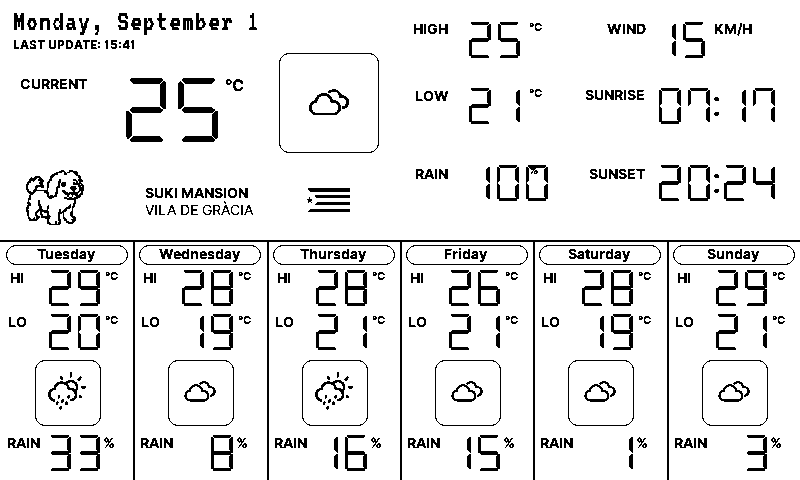 Monday, September 1
LAST UPDATE: 15:41
CURRENT 25 °C
SUKI MANSION
VILA DE GRÀCIA
HIGH 25 °C
LOW 21 °C
RAIN 100 %
WIND 15 KM/H
SUNRISE 07:17
SUNSET 20:24
Tuesday
HI 29 °C
LO 20 °C
RAIN 33 %
Wednesday
HI 28 °C
LO 19 °C
RAIN 8 %
Thursday
HI 28 °C
LO 21 °C
RAIN 16 %
Friday
HI 26 °C
LO 21 °C
RAIN 15 %
Saturday
HI 28 °C
LO 19 °C
RAIN 1 %
Sunday
HI 29 °C
LO 21 °C
RAIN 3 %